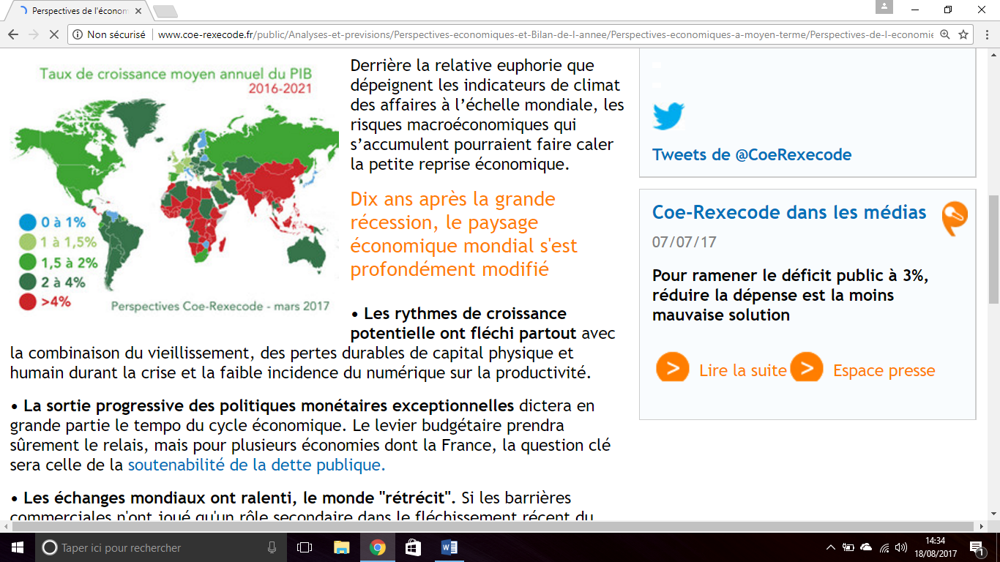 Perspectives de l'éconon
Non sécurisé
www.coe-rexecode.fr/public/Analyses-et-previsions/Perspectives-economiques-et-Bilan-de-l-annee/Perspectives-economiques-a-moyen-terme/Perspectives-de-l-economie
Taux de croissance moyen annuel du PIB
2016-2021
0 à 1%
1 à 1,5%
1,5 à 2%
2 à 4%
>4%
Perspectives Coe-Rexecode - mars 2017
Derrière la relative euphorie que
dépeignent les indicateurs de climat
des affaires à l’échelle mondiale, les
risques macroéconomiques qui
s’accumulent pourraient faire caler
la petite reprise économique.
Dix ans après la grande
récession, le paysage
économique mondial s'est
profondément modifié
• Les rythmes de croissance
potentielle ont fléchi partout avec
la combinaison du vieillissement, des pertes durables de capital physique et
humain durant la crise et la faible incidence du numérique sur la productivité.
• La sortie progressive des politiques monétaires exceptionnelles dictera en
grande partie le tempo du cycle économique. Le levier budgétaire prendra
sûrement le relais, mais pour plusieurs économies dont la France, la question clé
sera celle de la soutenabilité de la dette publique.
• Les échanges mondiaux ont ralenti, le monde "rétrécit". Si les barrières
commerciales n'ont joué qu'un rôle secondaire dans le fléchissement récent du
Tweets de @CoeRexecode
Coe-Rexecode dans les médias
07/07/17
Pour ramener le déficit public à 3%,
réduire la dépense est la moins
mauvaise solution
> Lire la suite > Espace presse
Taper ici pour rechercher
14:34
18/08/2017
1